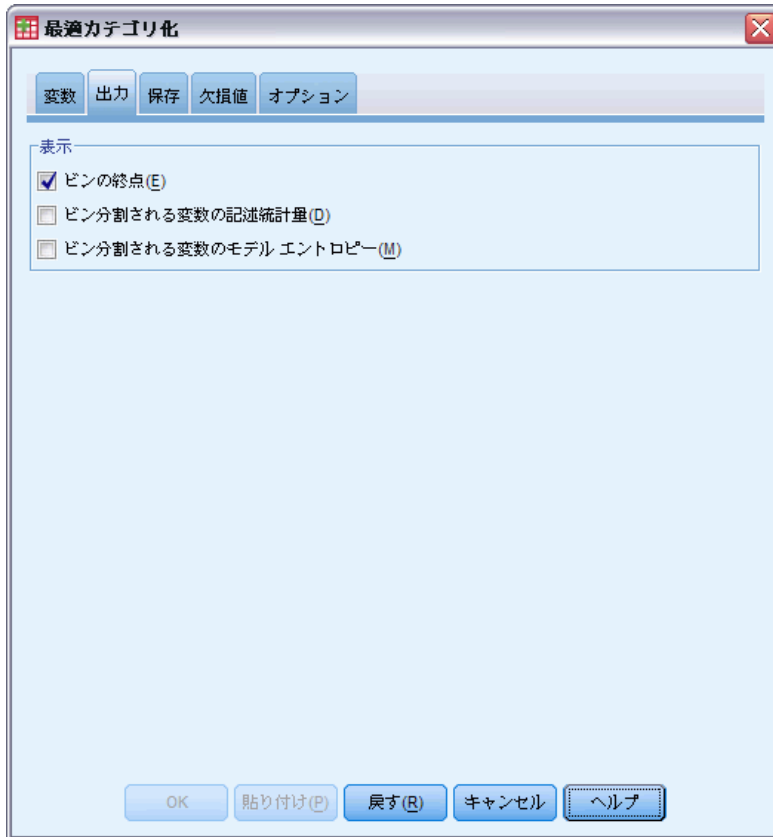 最適カテゴリ化
変数 出力 保存 欠損値 オプション
表示
ビンの終点(E)
ビン分割される変数の記述統計量(D)
ビン分割される変数のモデル エントロピー(M)
OK 貼り付け(P) 戻す(R) キャンセル ヘルプ